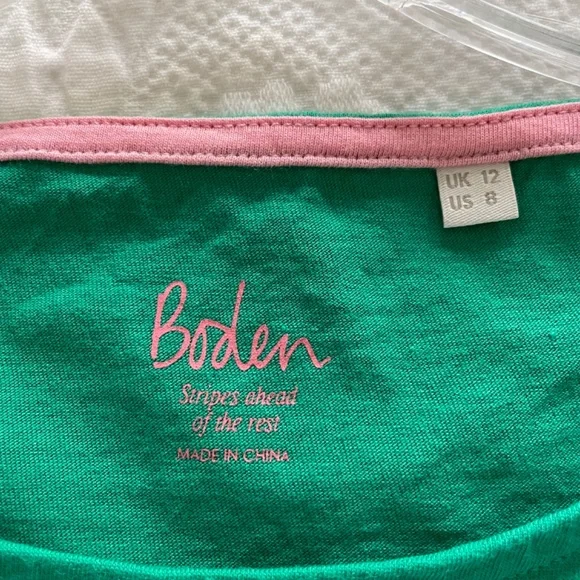 UK 12
US 8
Boden
Stripes ahead
of the rest
MADE IN CHINA